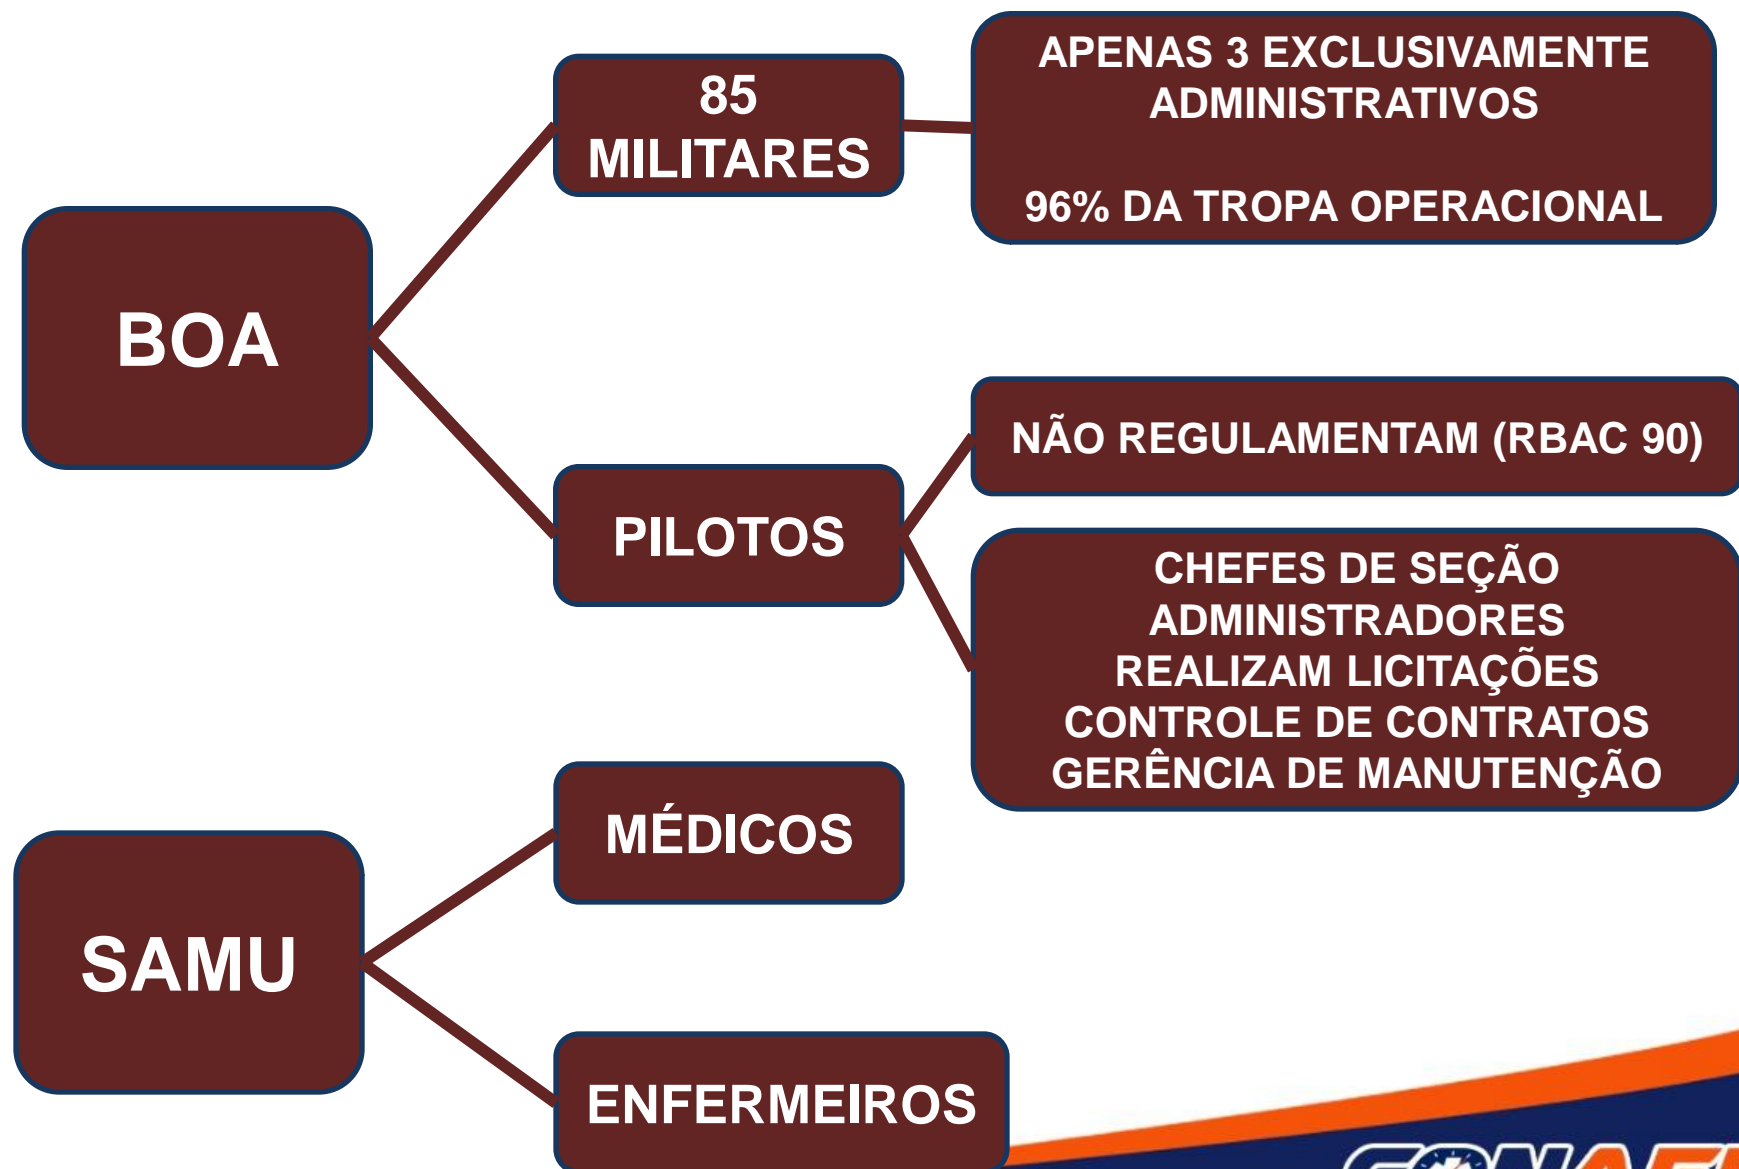 BOA
85
MILITARES
APENAS 3 EXCLUSIVAMENTE
ADMINISTRATIVOS
96% DA TROPA OPERACIONAL
PILOTOS
NÃO REGULAMENTAM (RBAC 90)
CHEFES DE SEÇÃO
ADMINISTRADORES
REALIZAM LICITAÇÕES
CONTROLE DE CONTRATOS
GERÊNCIA DE MANUTENÇÃO
SAMU
MÉDICOS
ENFERMEIROS